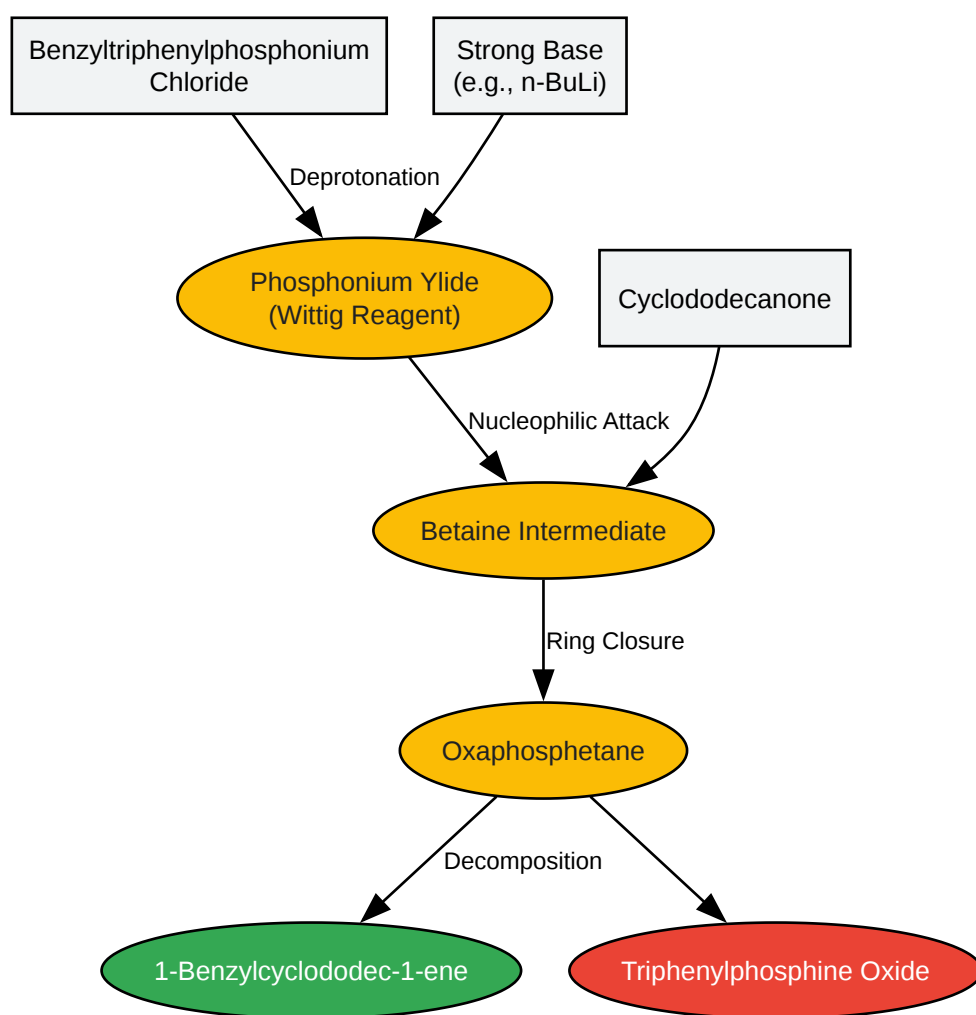 Benzyltriphenylphosphonium
Chloride
Strong Base
(e.g., n-BuLi)
Deprotonation
Phosphonium Ylide
(Wittig Reagent)
Cyclododecanone
Nucleophilic Attack
Betaine Intermediate
Ring Closure
Oxaphosphetane
Decomposition
1-Benzylcyclododec-1-ene
Triphenylphosphine Oxide